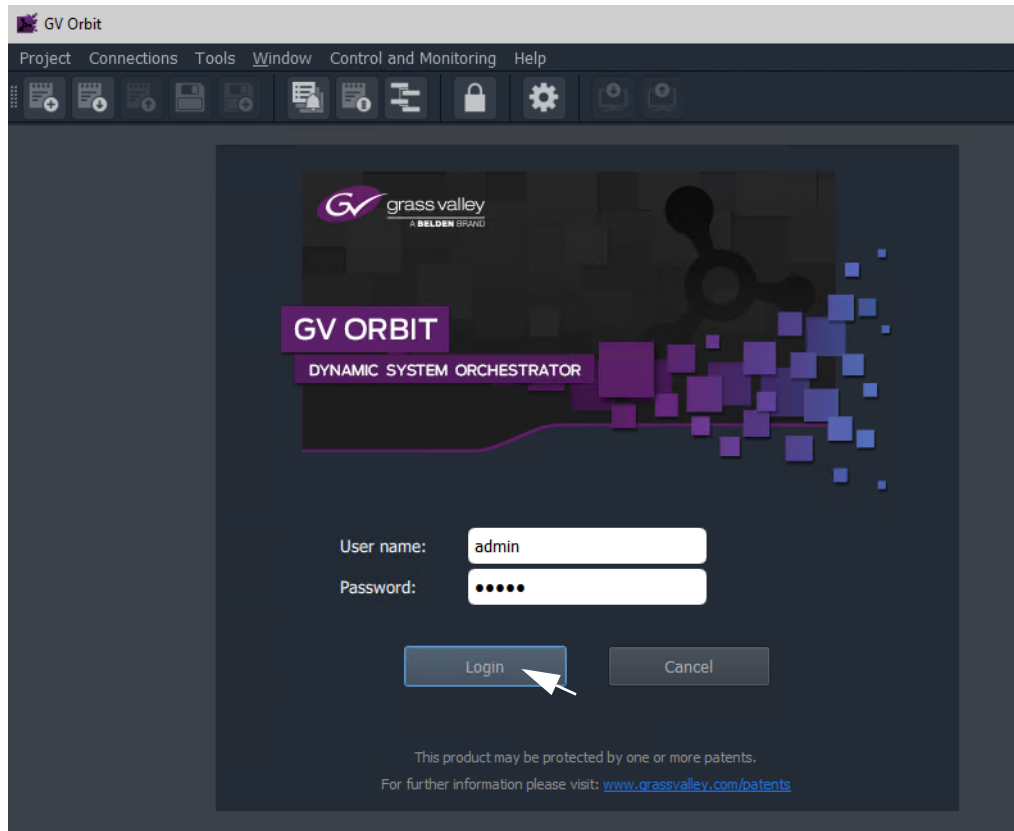 GV Orbit
Project Connections Tools Window Control and Monitoring Help
GV grass valley
A BELDEN BRAND
GV ORBIT
DYNAMIC SYSTEM ORCHESTRATOR
User name: admin
Password: •••••
Login Cancel
This product may be protected by one or more patents.
For further information please visit: www.grassvalley.com/patents